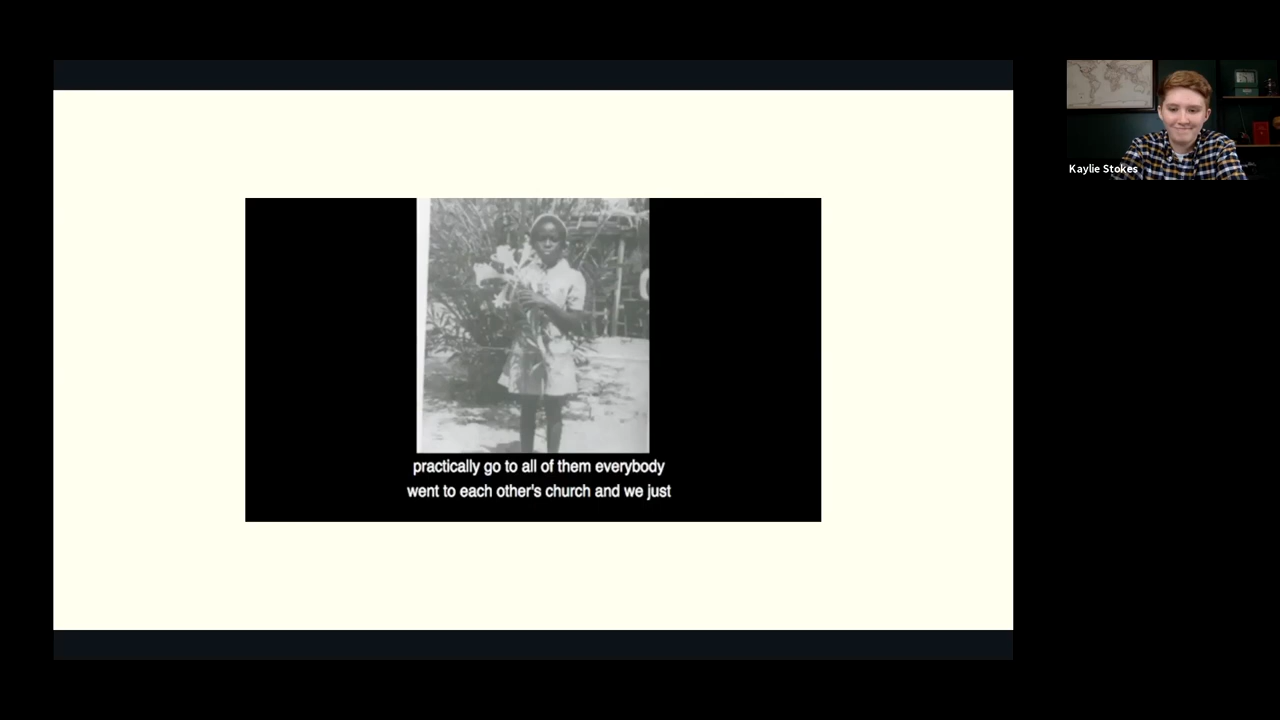 practically go to all of them everybody
went to each other's church and we just
Kaylie Stokes